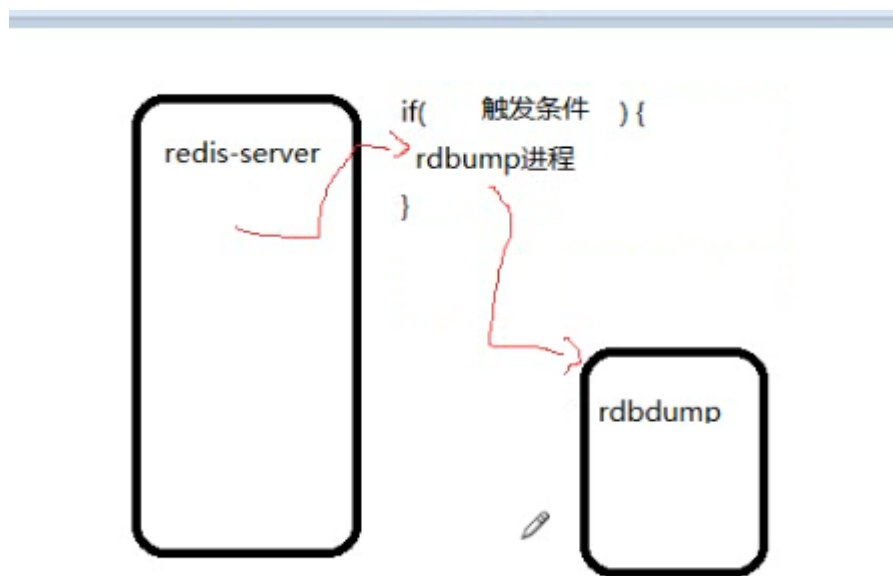 redis-server
if( 触发条件 ) {
rdbump进程
}
rdbdump